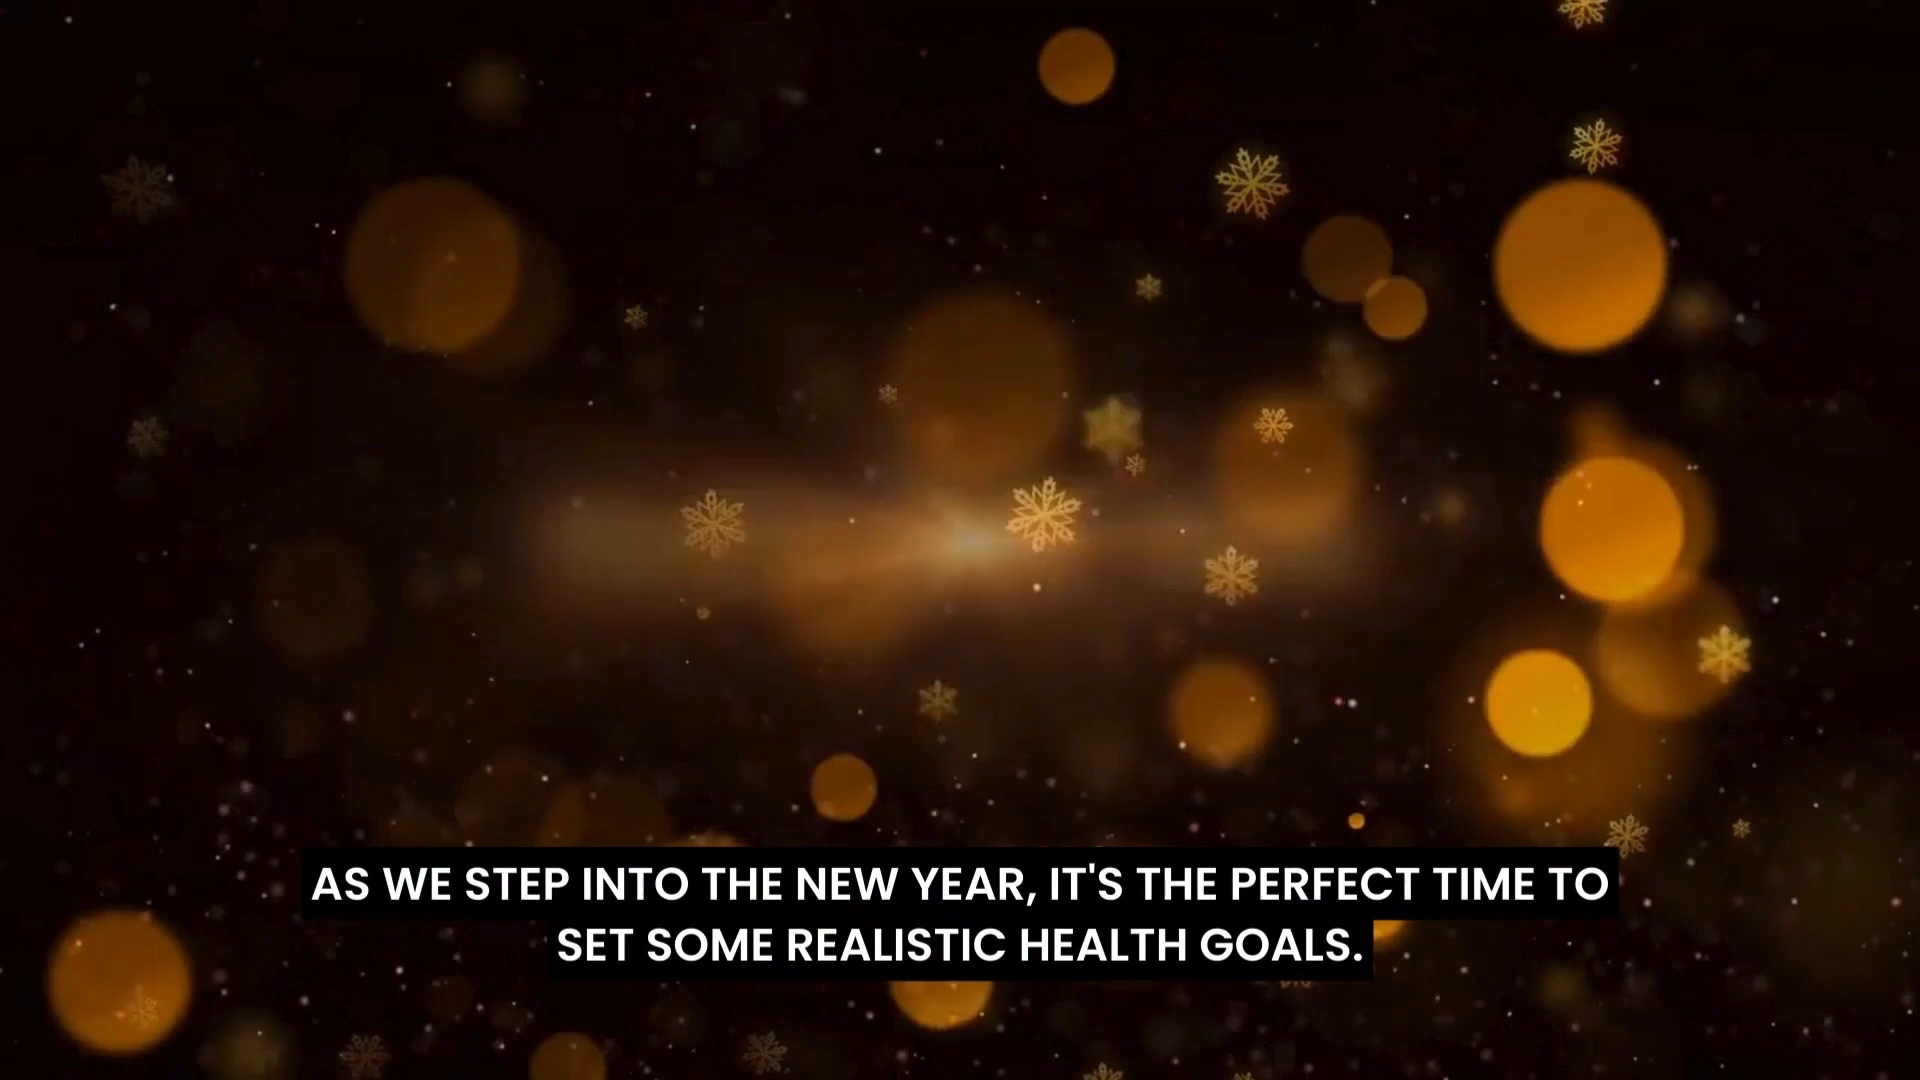 AS WE STEP INTO THE NEW YEAR, IT'S THE PERFECT TIME TO
SET SOME REALISTIC HEALTH GOALS.